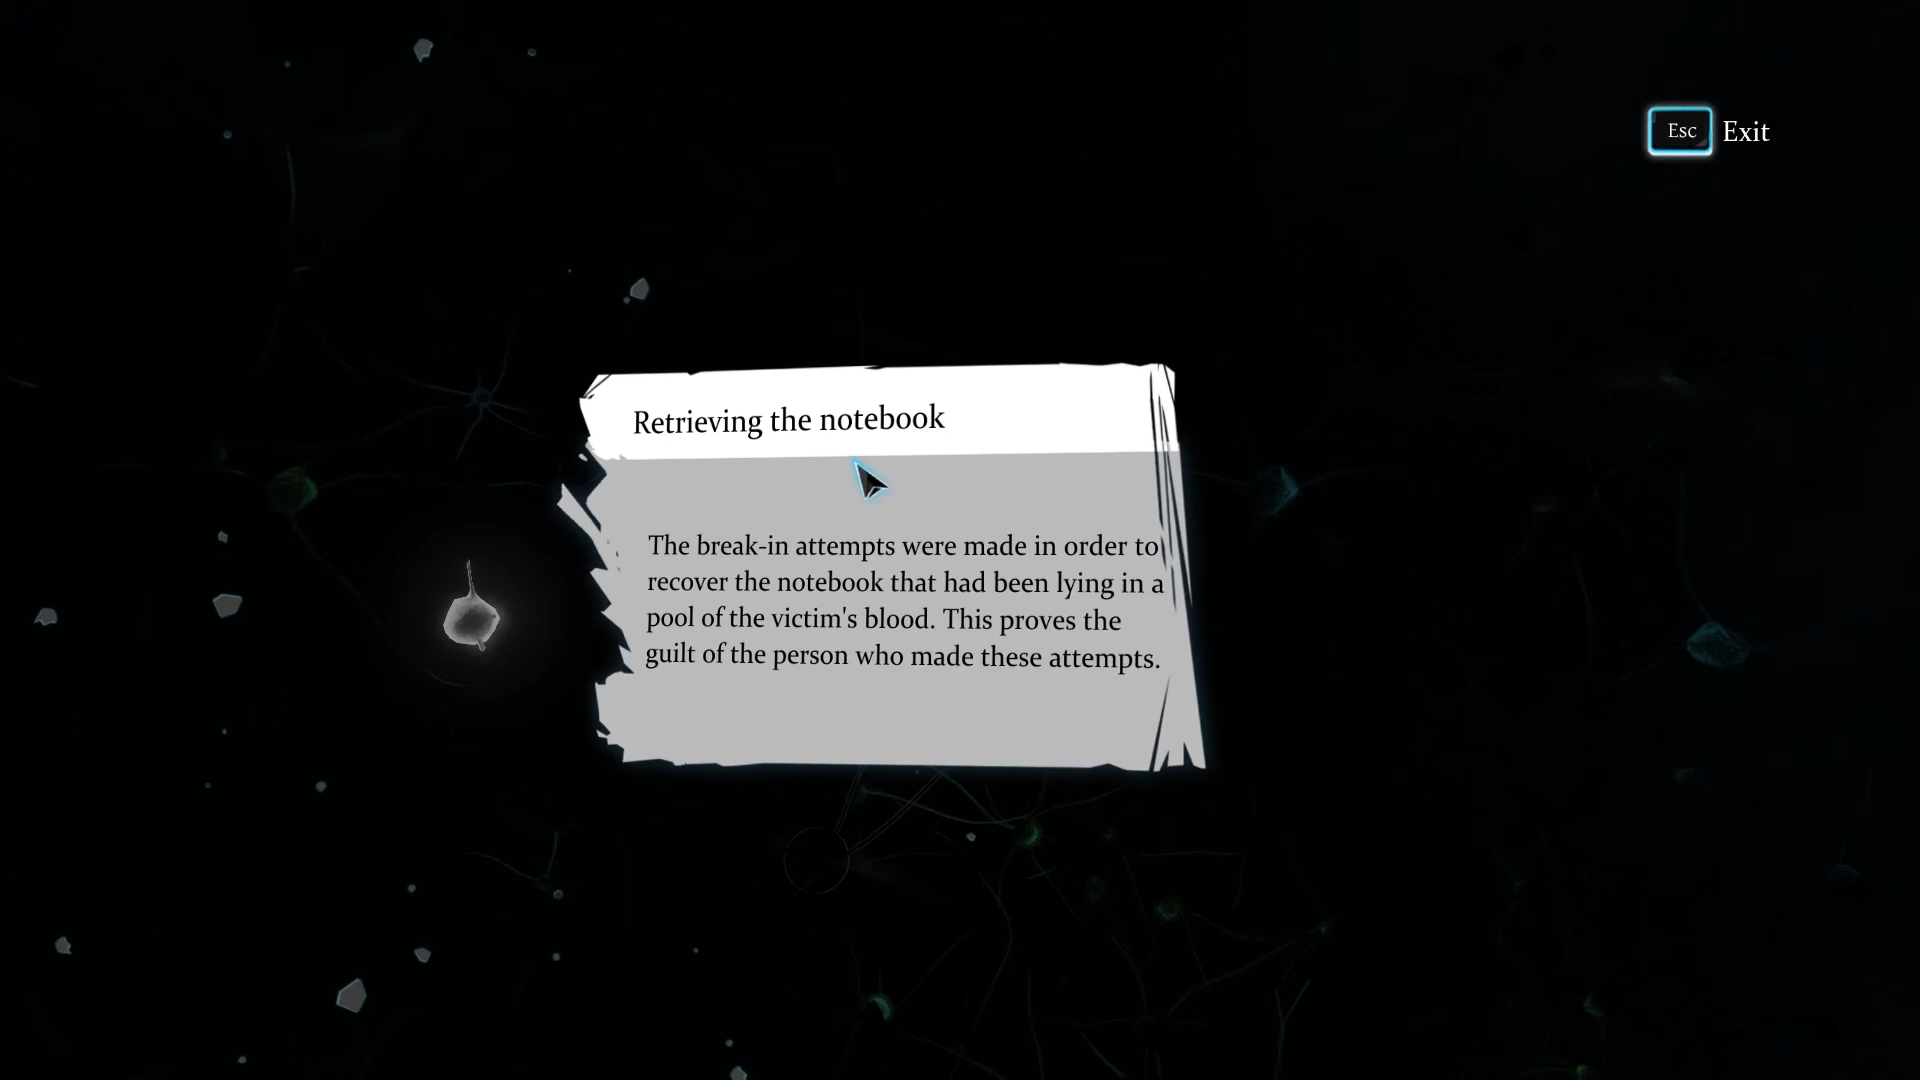 Esc Exit
Retrieving the notebook
The break-in attempts were made in order to
recover the notebook that had been lying in a
pool of the victim's blood. This proves the
guilt of the person who made these attempts.